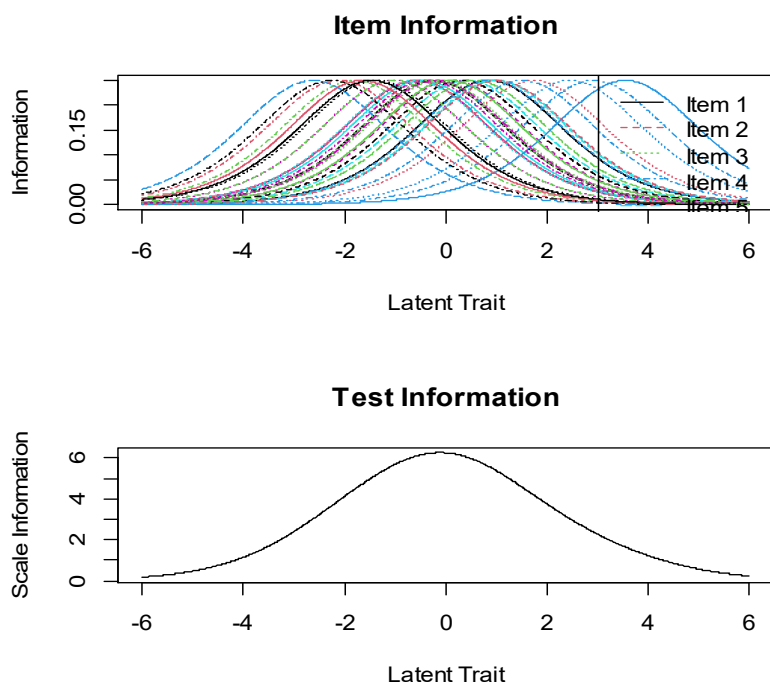 Item Information
Information
0.15
0.00
Item 1
Item 2
Item 3
Item 4
Item 5
-6 -4 -2 0 2 4 6
Latent Trait
Test Information
Scale Information
6
4
2
0
-6 -4 -2 0 2 4 6
Latent Trait